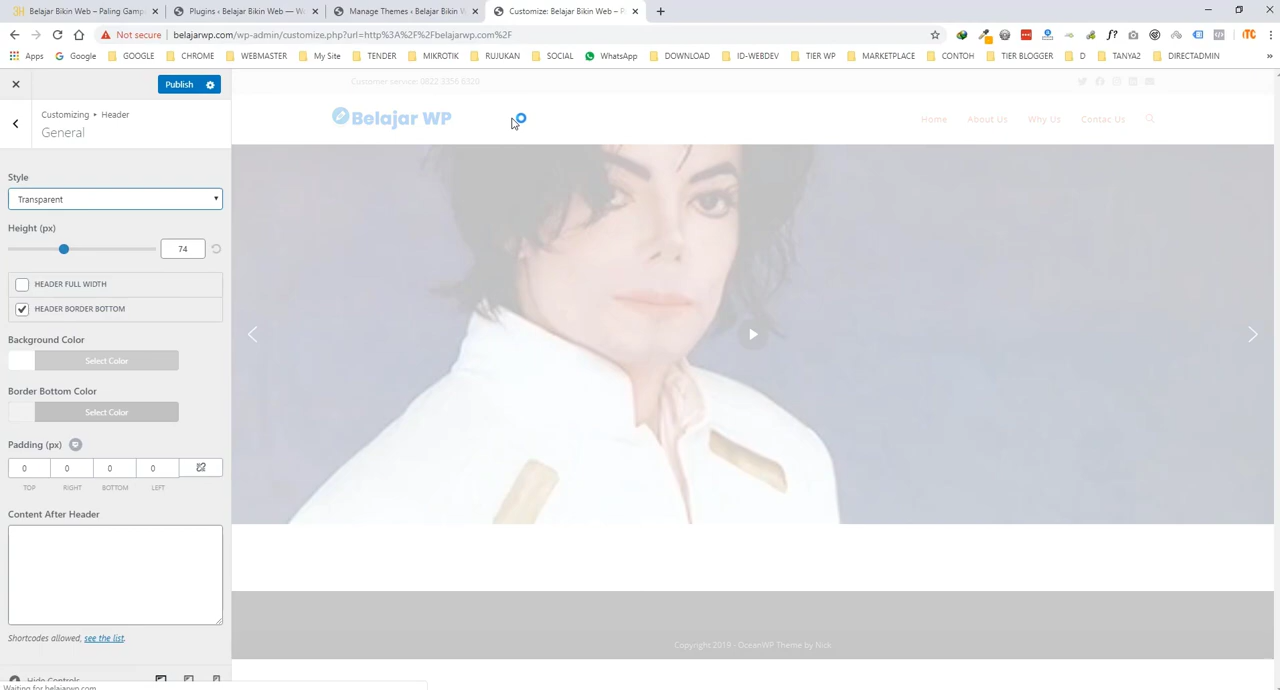 Belajar Bikin Web – Paling Gamp
Plugins ‹ Belajar Bikin Web — W
Manage Themes ‹ Belajar Bikin W
Customize: Belajar Bikin Web – P
Not secure
belajarwp.com/wp-admin/customize.php?url=http%3A%2F%2Fbelajarwp.com%2F
Apps
Google
GOOGLE
CHROME
WEBMASTER
My Site
TENDER
MIKROTIK
RUJUKAN
SOCIAL
WhatsApp
DOWNLOAD
ID-WEBDEV
TIER WP
MARKETPLACE
CONTOH
TIER BLOGGER
D
TANYA2
DIRECTADMIN
»
Publish
Customizing ▸ Header
General
Style
Transparent
Height (px)
74
HEADER FULL WIDTH
HEADER BORDER BOTTOM
Background Color
Select Color
Border Bottom Color
Select Color
Padding (px)
0 0 0 0
TOP RIGHT BOTTOM LEFT
Content After Header
Shortcodes allowed, see the list.
Hide Controls
Waiting for belajarwp.com
Belajar WP
Home
About Us
Why Us
Contac Us
Copyright 2019 - OceanWP Theme by Nick